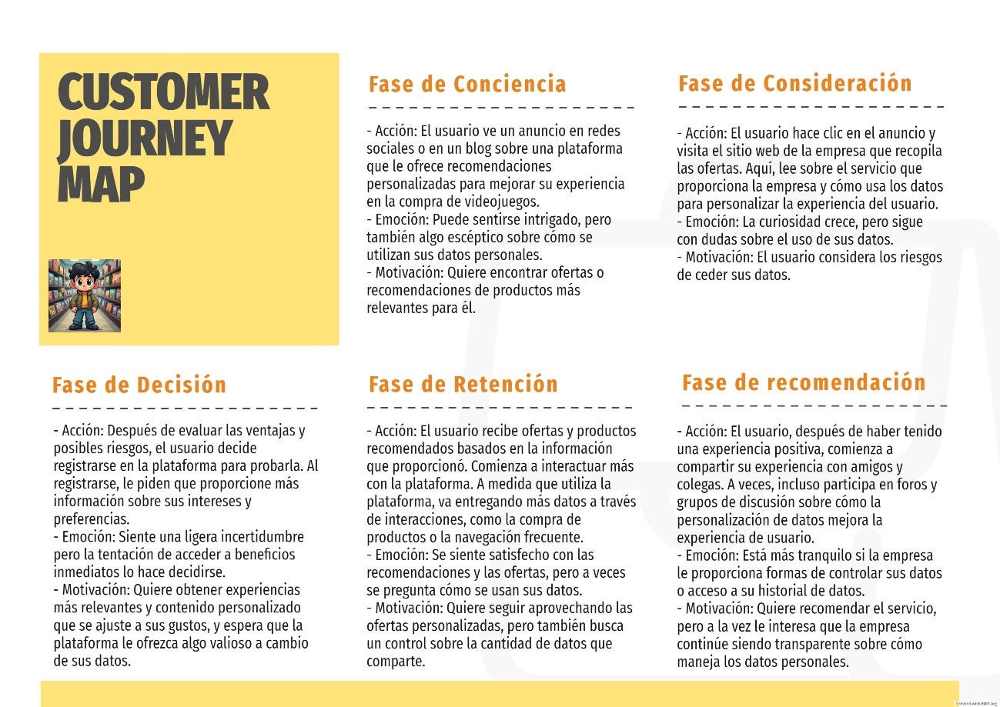 CUSTOMER
JOURNEY
MAP
Fase de Conciencia
- Acción: El usuario ve un anuncio en redes
sociales o en un blog sobre una plataforma
que le ofrece recomendaciones
personalizadas para mejorar su experiencia
en la compra de videojuegos.
- Emoción: Puede sentirse intrigado, pero
también algo escéptico sobre cómo se
utilizan sus datos personales.
- Motivación: Quiere encontrar ofertas o
recomendaciones de productos más
relevantes para él.
Fase de Consideración
- Acción: El usuario hace clic en el anuncio y
visita el sitio web de la empresa que recopila
las ofertas. Aquí, lee sobre el servicio que
proporciona la empresa y cómo usa los datos
para personalizar la experiencia del usuario.
- Emoción: La curiosidad crece, pero sigue
con dudas sobre el uso de sus datos.
- Motivación: El usuario considera los riesgos
de ceder sus datos.
Fase de Decisión
- Acción: Después de evaluar las ventajas y
posibles riesgos, el usuario decide
registrarse en la plataforma para probarla. Al
registrarse, le piden que proporcione más
información sobre sus intereses y
preferencias.
- Emoción: Siente una ligera incertidumbre
pero la tentación de acceder a beneficios
inmediatos lo hace decidirse.
- Motivación: Quiere obtener experiencias
más relevantes y contenido personalizado
que se ajuste a sus gustos, y espera que la
plataforma le ofrezca algo valioso a cambio
de sus datos.
Fase de Retención
- Acción: El usuario recibe ofertas y productos
recomendados basados en la información
que proporcionó. Comienza a interactuar más
con la plataforma. A medida que utiliza la
plataforma, va entregando más datos a través
de interacciones, como la compra de
productos o la navegación frecuente.
- Emoción: Se siente satisfecho con las
recomendaciones y las ofertas, pero a veces
se pregunta cómo se usan sus datos.
- Motivación: Quiere seguir aprovechando las
ofertas personalizadas, pero también busca
un control sobre la cantidad de datos que
comparte.
Fase de recomendación
- Acción: El usuario, después de haber tenido
una experiencia positiva, comienza a
compartir su experiencia con amigos y
colegas. A veces, incluso participa en foros y
grupos de discusión sobre cómo la
personalización de datos mejora la
experiencia de usuario.
- Emoción: Está más tranquilo si la empresa
le proporciona formas de controlar sus datos
o acceso a su historial de datos.
- Motivación: Quiere recomendar el servicio,
pero a la vez le interesa que la empresa
continúe siendo transparente sobre cómo
maneja los datos personales.
Created with EDIT.org